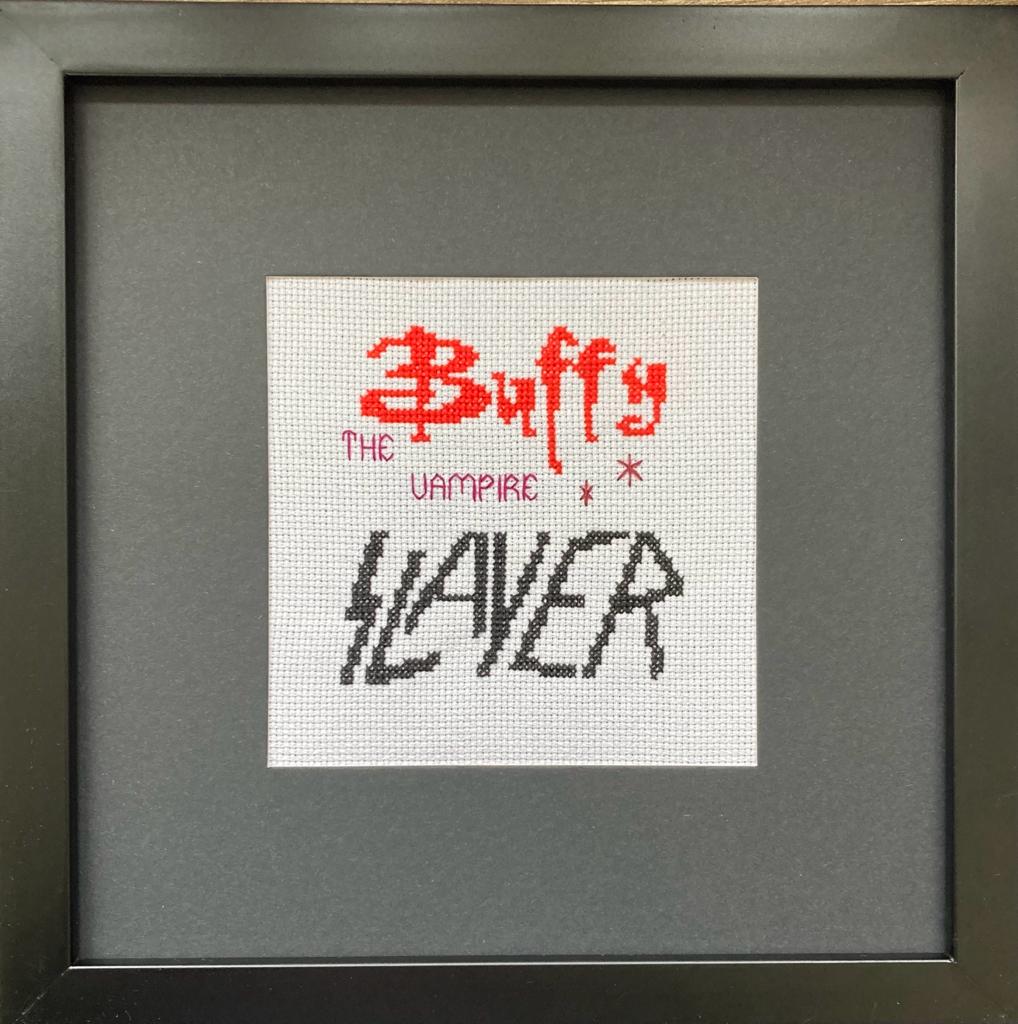 Buffy
THE
VAMPIRE
SLAYER